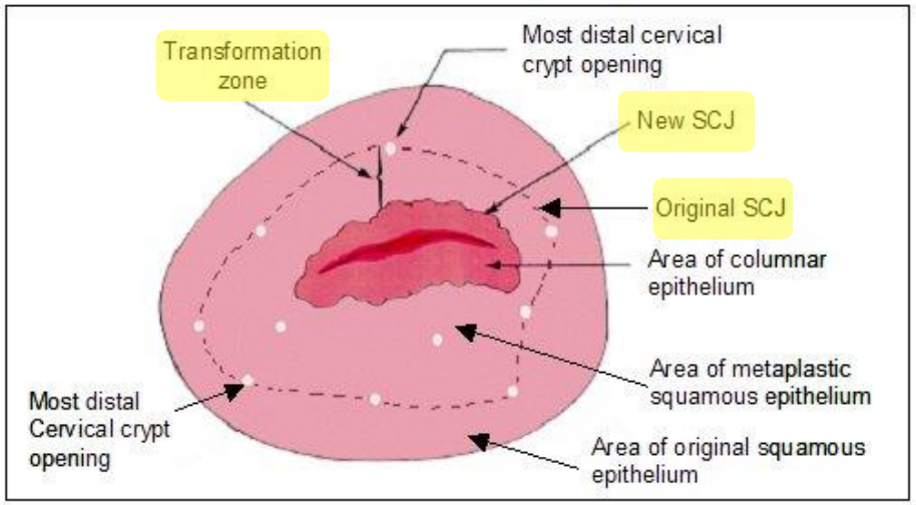 Transformation
zone
Most distal cervical
crypt opening
New SCJ
Original SCJ
Area of columnar
epithelium
Area of metaplastic
squamous epithelium
Most distal
Cervical crypt
opening
Area of original squamous
epithelium